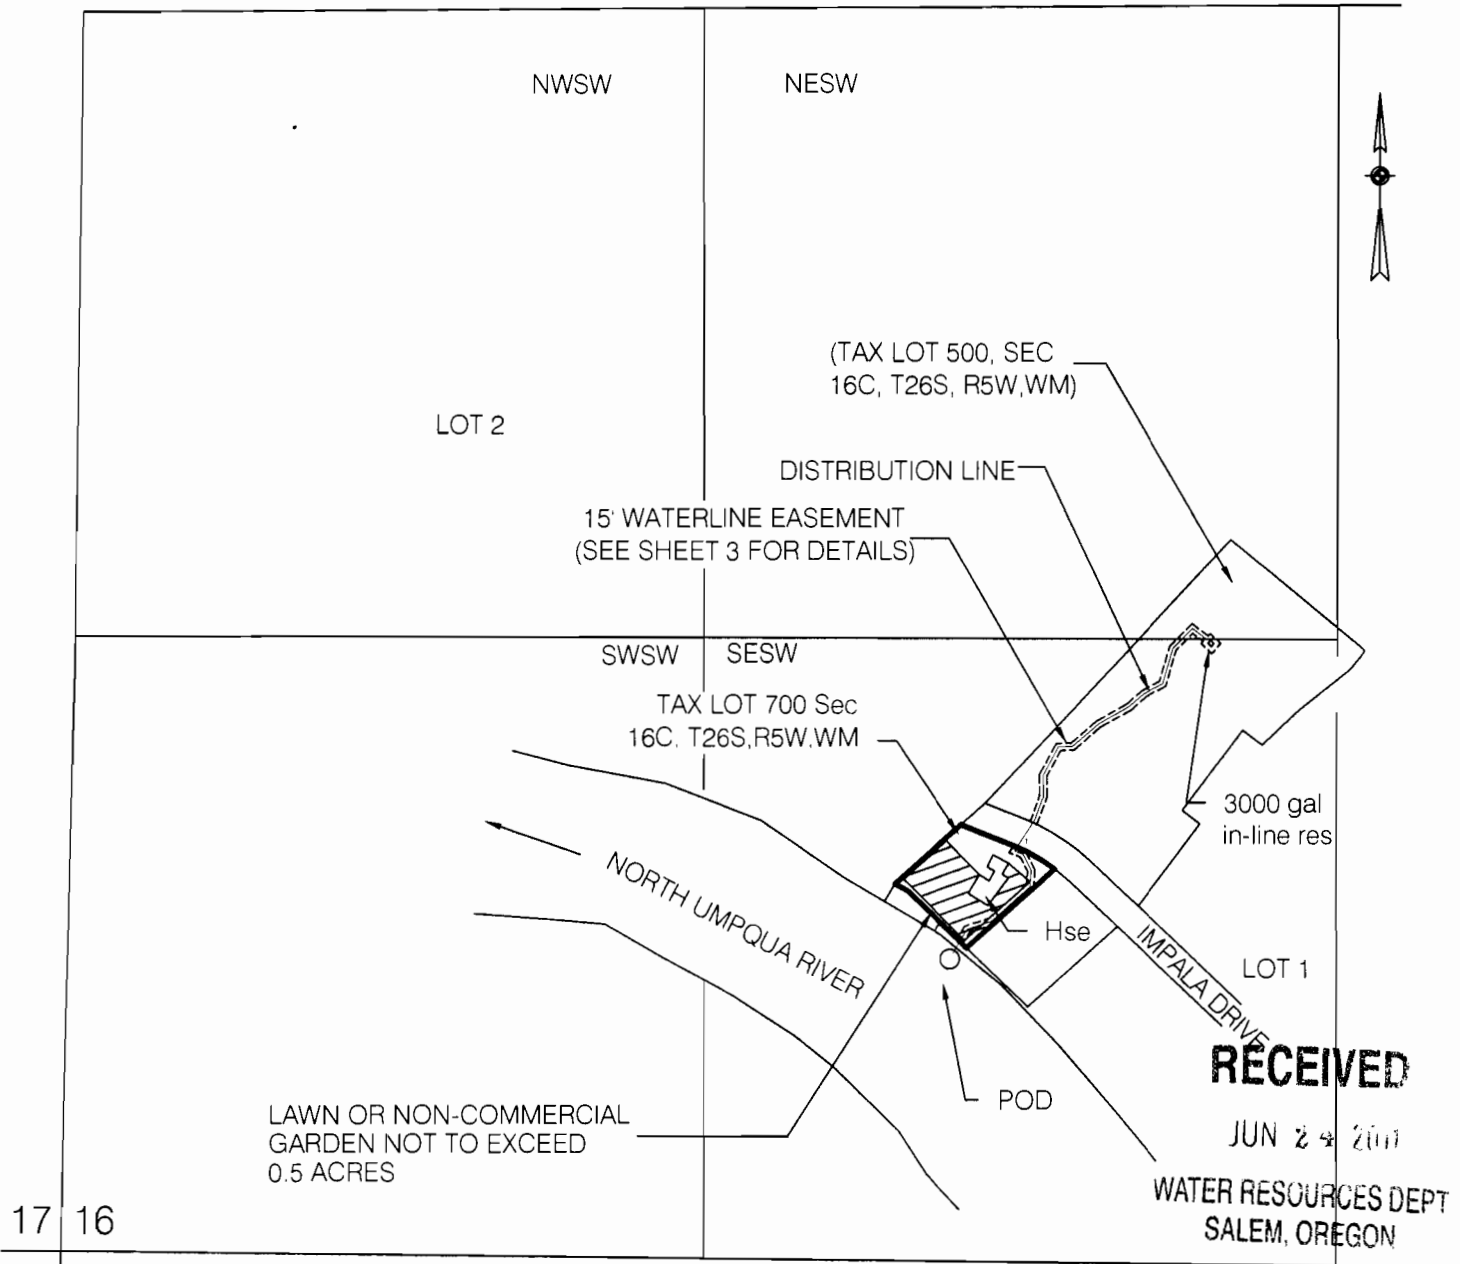 NWSW
NESW
(TAX LOT 500, SEC
16C, T26S, R5W,WM)
LOT 2
DISTRIBUTION LINE
15' WATERLINE EASEMENT
(SEE SHEET 3 FOR DETAILS)
SWSW
SESW
TAX LOT 700 Sec
16C. T26S,R5W.WM
3000 gal
in-line res
NORTH UMPQUA RIVER
Hse
IMPALA DRIVE
LOT 1
RECEIVED
POD
JUN 24
LAWN OR NON-COMMERCIAL
GARDEN NOT TO EXCEED
0.5 ACRES
WATER RESOURCES DEPT
SALEM, OREGON
17 16